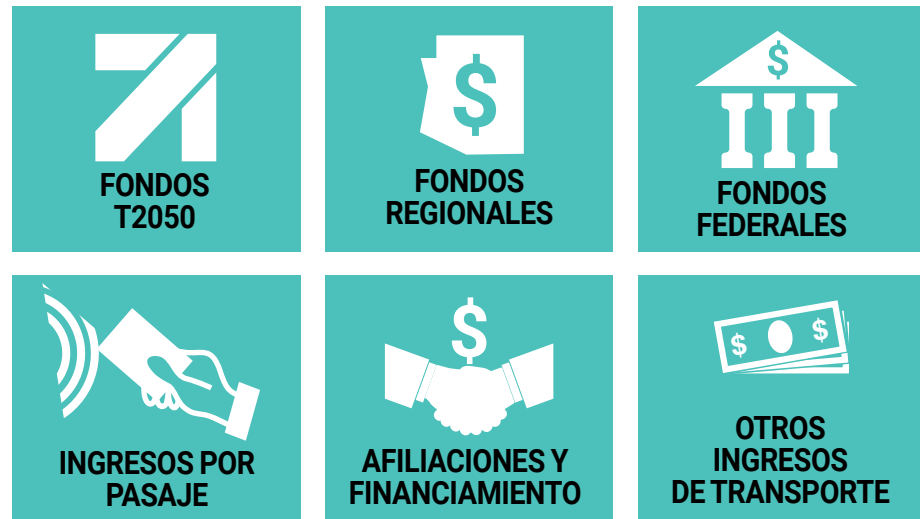 $
$
FONDOS
T2050
FONDOS
REGIONALES
FONDOS
FEDERALES
$
$ $
INGRESOS POR
PASAJE
AFILIACIONES Y
FINANCIAMIENTO
OTROS
INGRESOS
DE TRANSPORTE